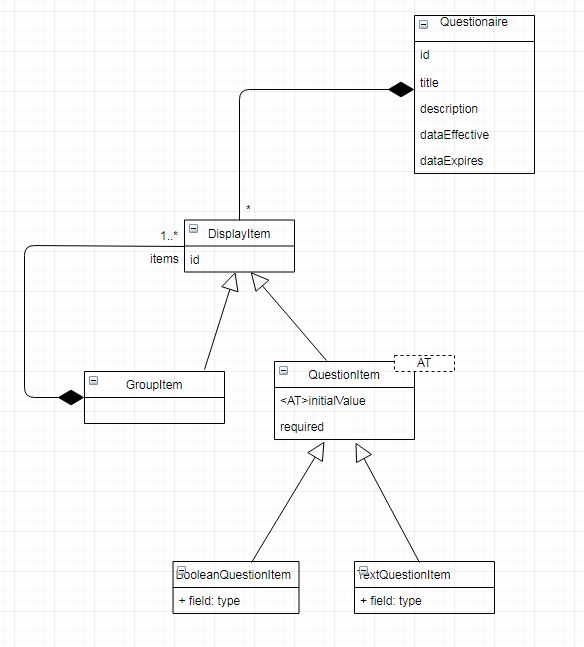 Questionaire
id
title
description
dataEffective
dataExpires
*
1..*
DisplayItem
items
id
AT
GroupItem
QuestionItem
<AT>initialValue
required
BooleanQuestionItem
TextQuestionItem
+ field: type
+ field: type